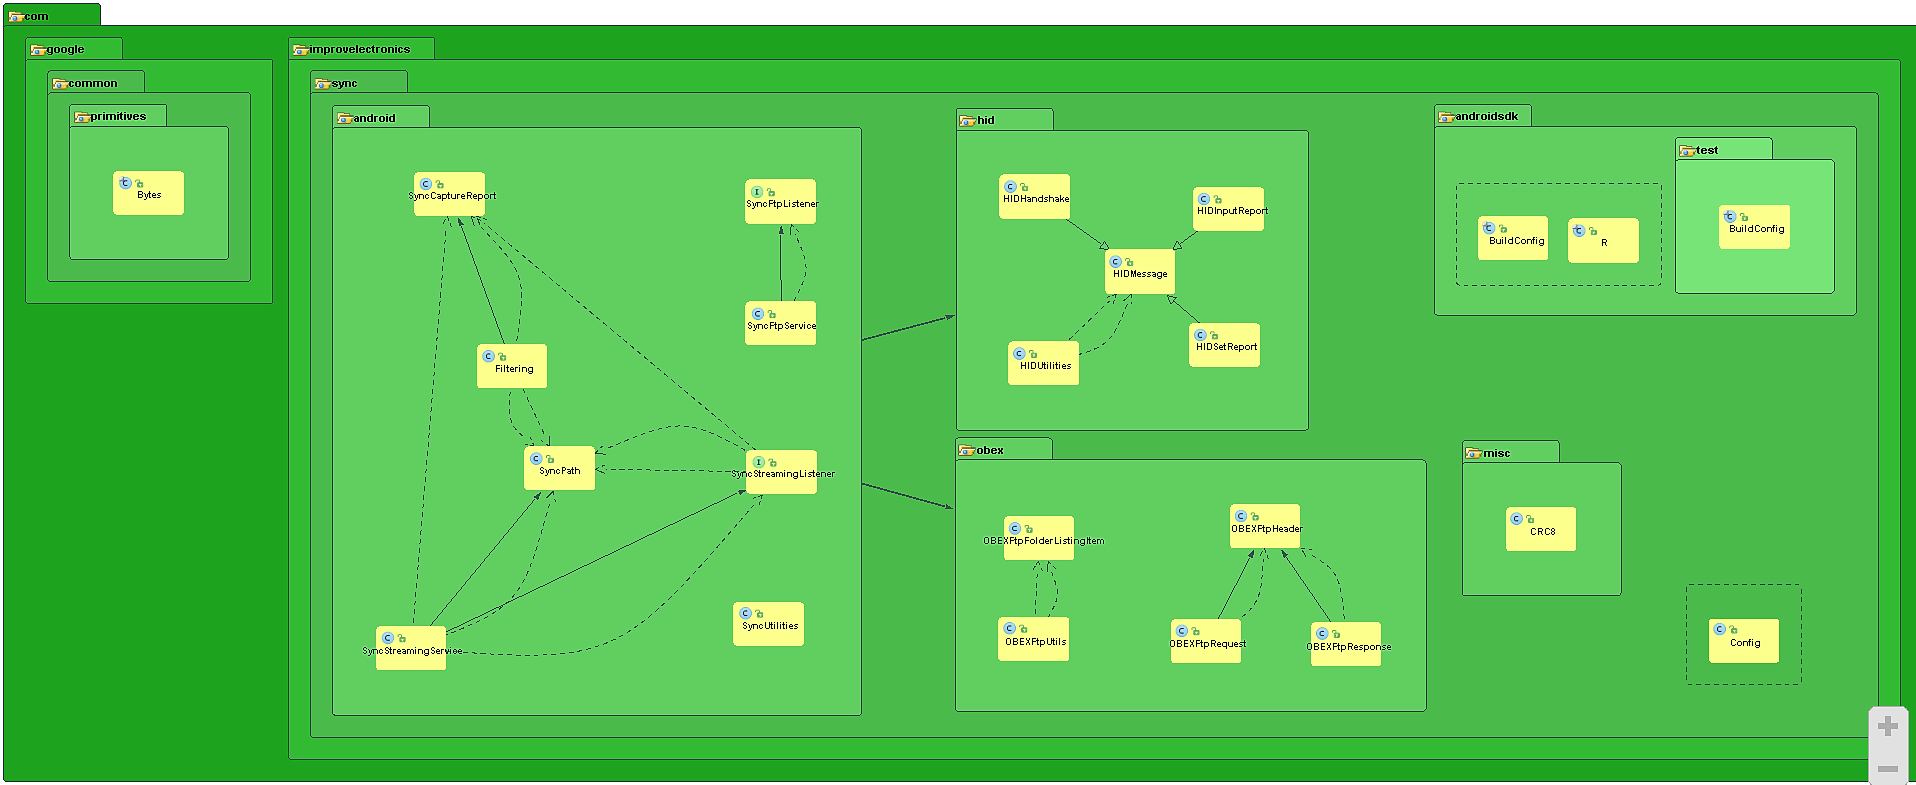 com
google
common
primitives
Bytes
improvelectronics
sync
android
SyncCaptureReport
SyncFtpListener
SyncFtpService
Filtering
SyncPath
SyncStreamingListener
SyncUtilities
SyncStreamingService
hid
HIDHandshake
HIDInputReport
HIDMessage
HIDUtilities
HIDSetReport
obex
OBEXFtpFolderListingItem
OBEXFtpHeader
OBEXFtpUtils
OBEXFtpRequest
OBEXFtpResponse
androidsdk
BuildConfig
R
test
BuildConfig
misc
CRC8
Config